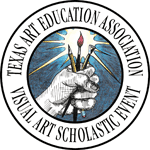 TEXAS ART EDUCATION ASSOCIATION
VISUAL ART SCHOLASTIC EVENT